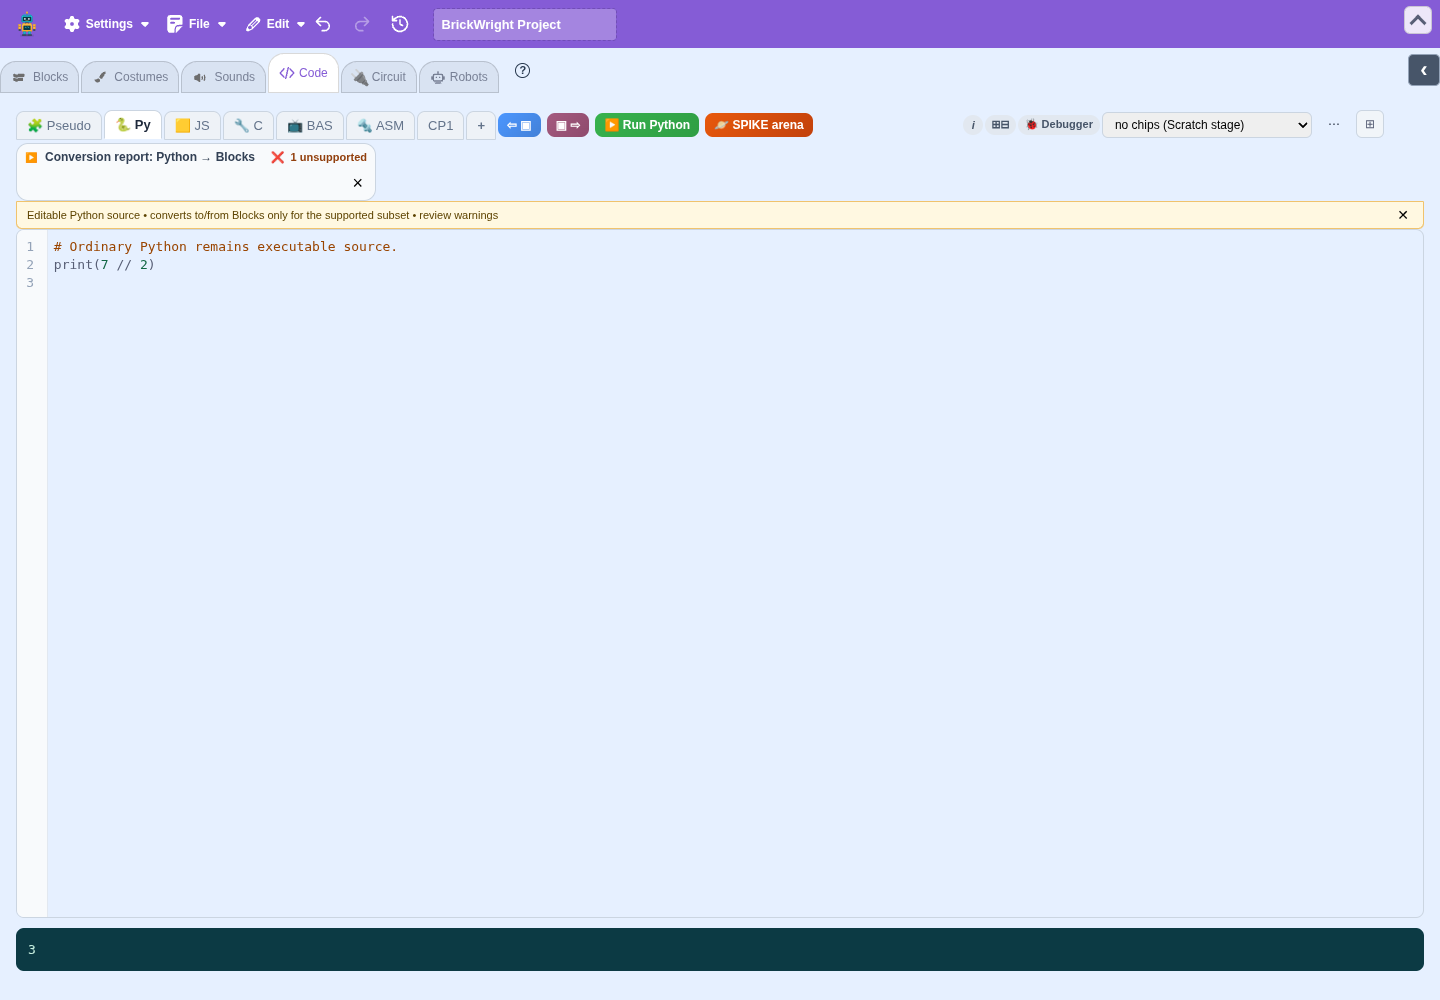 Settings File Edit BrickWright Project
Blocks Costumes Sounds Code Circuit Robots ?
Pseudo Py JS C BAS ASM CP1 + Run Python SPIKE arena i Debugger no chips (Scratch stage) ...
Conversion report: Python → Blocks 1 unsupported
×
Editable Python source • converts to/from Blocks only for the supported subset • review warnings ×
1 # Ordinary Python remains executable source.
2 print(7 // 2)
3
3